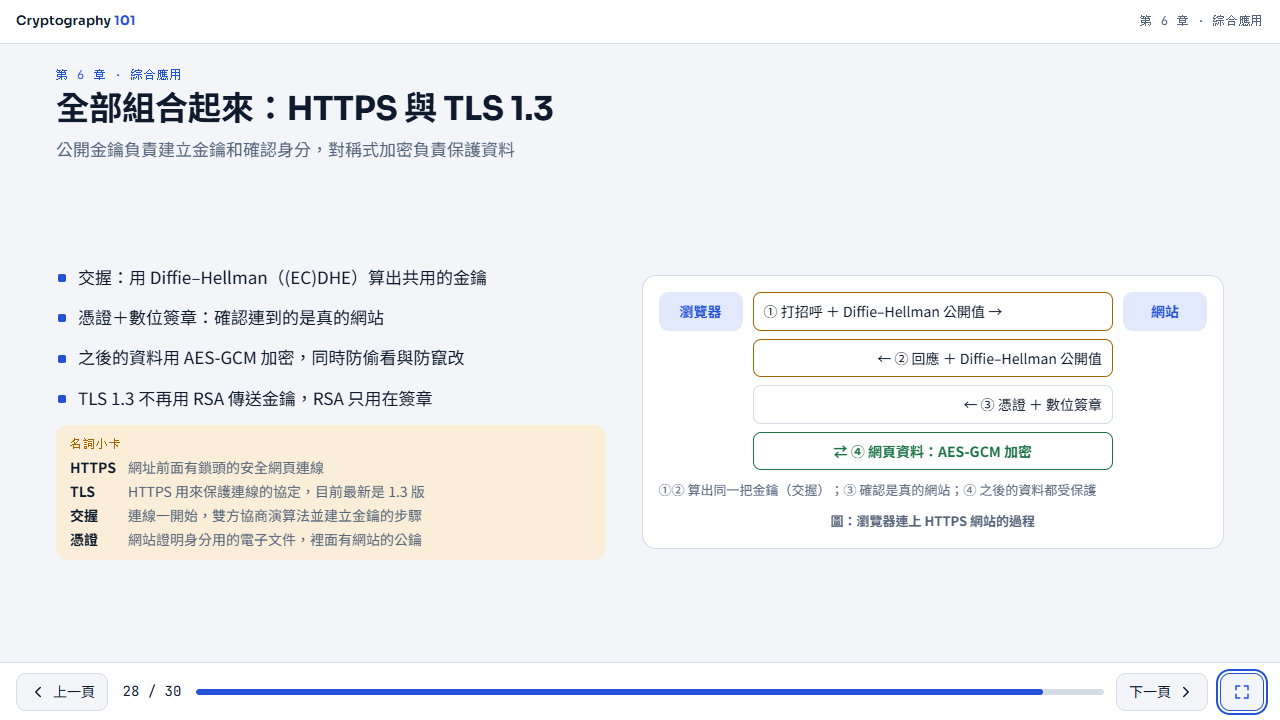 Cryptography 101
第 6 章 · 綜合應用
第 6 章 · 綜合應用
全部組合起來：HTTPS 與 TLS 1.3
公開金鑰負責建立金鑰和確認身分，對稱式加密負責保護資料
交握：用 Diffie–Hellman（(EC)DHE）算出共用的金鑰
憑證＋數位簽章：確認連到的是真的網站
之後的資料用 AES-GCM 加密，同時防偷看與防竄改
TLS 1.3 不再用 RSA 傳送金鑰，RSA 只用在簽章
名詞小卡
HTTPS 網址前面有鎖頭的安全網頁連線
TLS HTTPS 用來保護連線的協定，目前最新是 1.3 版
交握 連線一開始，雙方協商演算法並建立金鑰的步驟
憑證 網站證明身分用的電子文件，裡面有網站的公鑰
瀏覽器
① 打招呼 ＋ Diffie–Hellman 公開值 →
網站
← ② 回應 ＋ Diffie–Hellman 公開值
← ③ 憑證 ＋ 數位簽章
⇄ ④ 網頁資料：AES-GCM 加密
①② 算出同一把金鑰（交握）；③ 確認是真的網站；④ 之後的資料都受保護
圖：瀏覽器連上 HTTPS 網站的過程
上一頁
28 / 30
下一頁